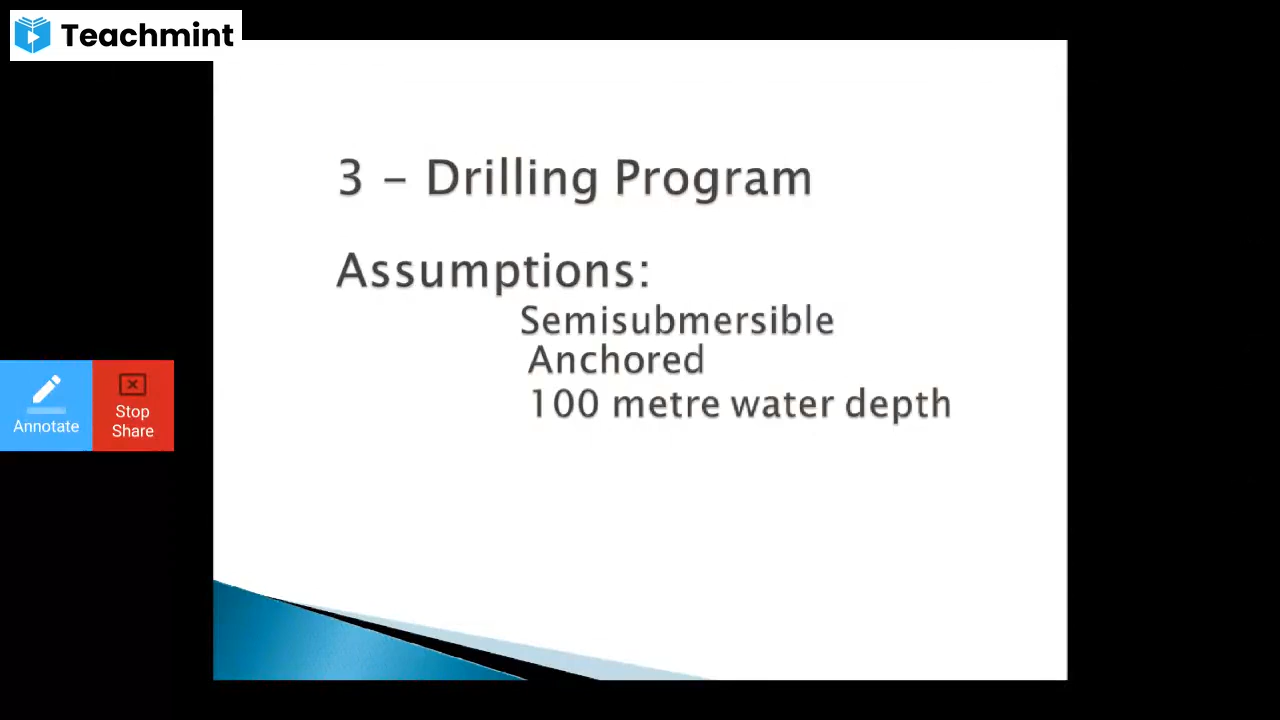 Teachmint
3 – Drilling Program
Assumptions:
Semisubmersible
Anchored
100 metre water depth
Annotate
Stop
Share